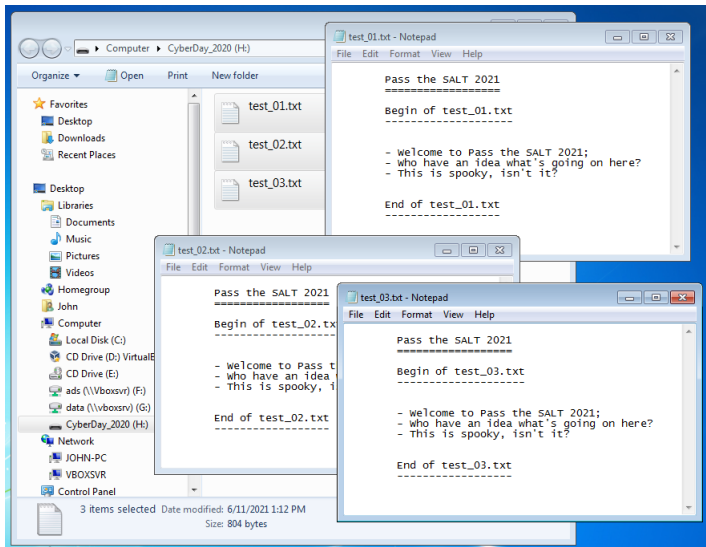 Computer ▸ CyberDay_2020 (H:)
Organize ▾ Open Print New folder
Favorites
Desktop
Downloads
Recent Places
Desktop
Libraries
Documents
Music
Pictures
Videos
Homegroup
John
Computer
Local Disk (C:)
CD Drive (D:) VirtualB
CD Drive (E:)
ads (\\Vboxsvr) (F:)
data (\\vboxsrv) (G:)
CyberDay_2020 (H:)
Network
JOHN-PC
VBOXSVR
Control Panel
test_01.txt
test_02.txt
test_03.txt
3 items selected Date modified: 6/11/2021 1:12 PM
Size: 804 bytes
test_01.txt - Notepad
File Edit Format View Help
Pass the SALT 2021
==================
Begin of test_01.txt
--------------------
- Welcome to Pass the SALT 2021;
- Who have an idea what's going on here?
- This is spooky, isn't it?
End of test_01.txt
------------------
test_02.txt - Notepad
File Edit Format View Help
Pass the SALT 2021
==================
Begin of test_02.tx
-------------------
- Welcome to Pass t
- Who have an idea
- This is spooky, i
End of test_02.txt
------------------
test_03.txt - Notepad
File Edit Format View Help
Pass the SALT 2021
==================
Begin of test_03.txt
--------------------
- Welcome to Pass the SALT 2021;
- Who have an idea what's going on here?
- This is spooky, isn't it?
End of test_03.txt
------------------